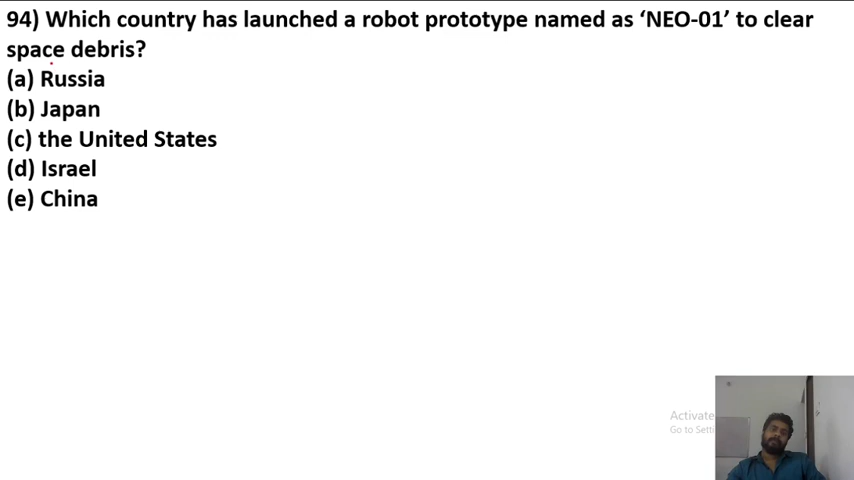 94) Which country has launched a robot prototype named as ‘NEO-01’ to clear
space debris?
(a) Russia
(b) Japan
(c) the United States
(d) Israel
(e) China
Activate
Go to Setti